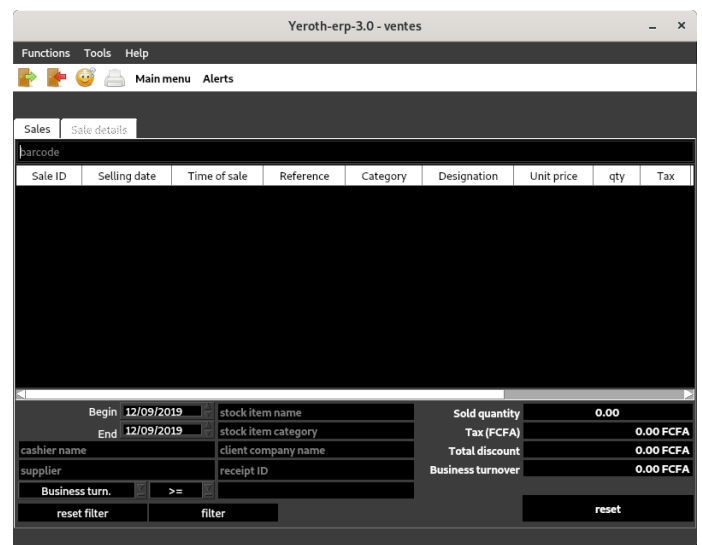 Yeroth-erp-3.0 - ventes
Functions Tools Help
Main menu Alerts
Sales Sale details
barcode
Sale ID Selling date Time of sale Reference Category Designation Unit price qty Tax
Begin 12/09/2019 stock item name Sold quantity 0.00
End 12/09/2019 stock item category Tax (FCFA) 0.00 FCFA
cashier name client company name Total discount 0.00 FCFA
supplier receipt ID Business turnover 0.00 FCFA
Business turn. >=
reset filter filter reset